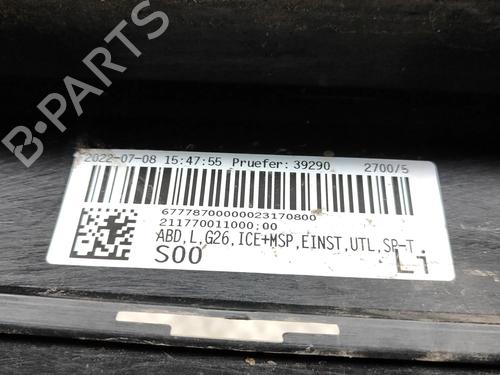 2022-07-08 15:47:55 Pruefer: 39290 2700/5
67778700000023170800
211770011000;00
ABD,L,G26,ICE+MSP,EINST,UTL,SP-T
S00 Li
B-PARTS